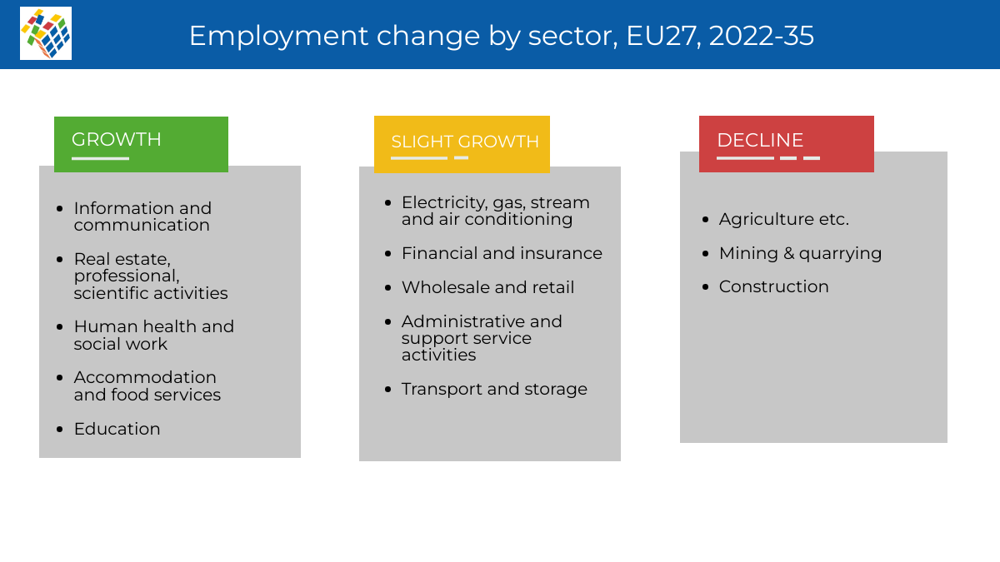 Employment change by sector, EU27, 2022-35
GROWTH
• Information and
communication
• Real estate,
professional,
scientific activities
• Human health and
social work
• Accommodation
and food services
• Education
SLIGHT GROWTH
• Electricity, gas, stream
and air conditioning
• Financial and insurance
• Wholesale and retail
• Administrative and
support service
activities
• Transport and storage
DECLINE
• Agriculture etc.
• Mining & quarrying
• Construction